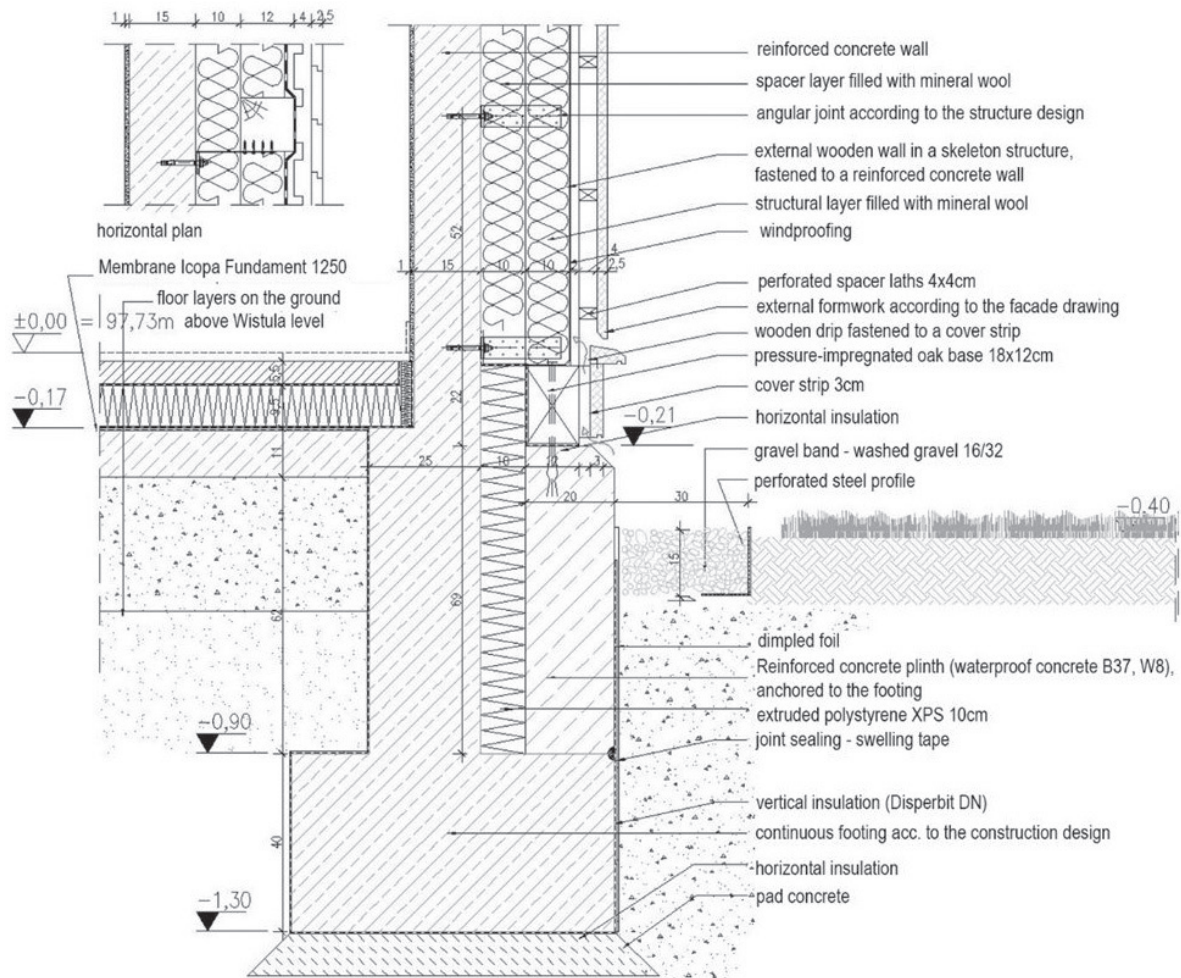 1 15 10 12 4 2,5
horizontal plan
Membrane Icopa Fundament 1250
floor layers on the ground
above Wistula level
±0,00 = 197,73m
-0,17
-0,90
-1,30
5,5
9,5
11
62
40
52
22
69
1 15 10 10 4 2,5
25 10 12 3
20 30
15
-0,21
-0,40
reinforced concrete wall
spacer layer filled with mineral wool
angular joint according to the structure design
external wooden wall in a skeleton structure,
fastened to a reinforced concrete wall
structural layer filled with mineral wool
windproofing
perforated spacer laths 4x4cm
external formwork according to the facade drawing
wooden drip fastened to a cover strip
pressure-impregnated oak base 18x12cm
cover strip 3cm
horizontal insulation
gravel band - washed gravel 16/32
perforated steel profile
dimpled foil
Reinforced concrete plinth (waterproof concrete B37, W8),
anchored to the footing
extruded polystyrene XPS 10cm
joint sealing - swelling tape
vertical insulation (Disperbit DN)
continuous footing acc. to the construction design
horizontal insulation
pad concrete